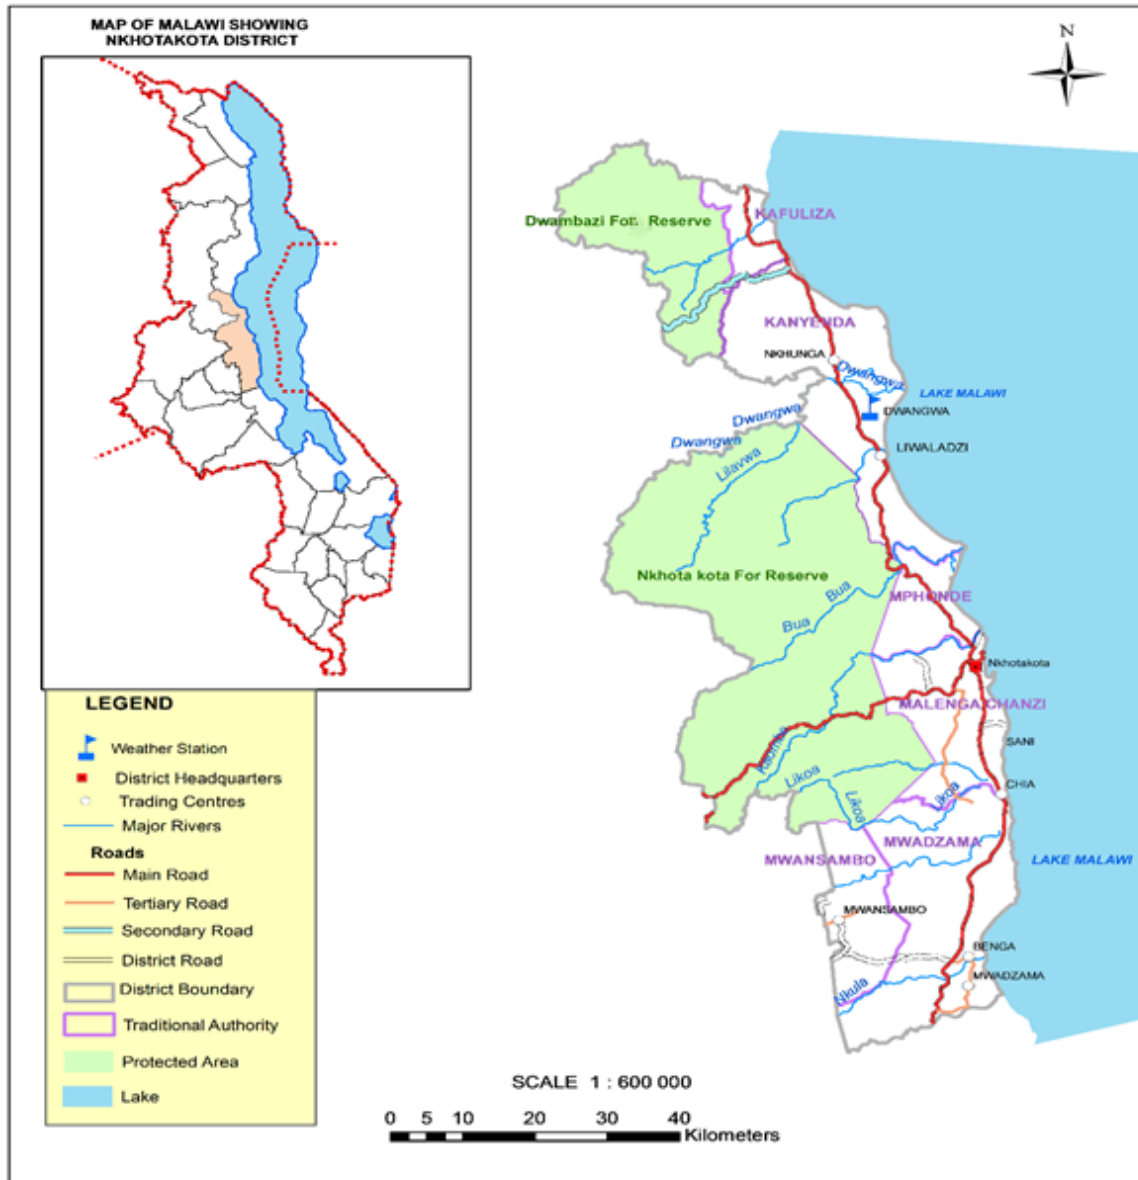 MAP OF MALAWI SHOWING
NKHOTAKOTA DISTRICT
N
KAFULIZA
Dwambazi For. Reserve
KANYENDA
NKHUNGA
Dwangwa
LAKE MALAWI
DWANGWA
Dwangwa
Dwangwa
LIWALADZI
Lilavwa
Nkhota kota For Reserve
Bua
MPHONDE
Bua
Nkhotakota
MALENGA CHANZI
SANI
Kaombe
Likoa
CHIA
Likoa
Likoa
MWADZAMA
MWANSAMBO
LAKE MALAWI
MWANSAMBO
BENGA
MWADZAMA
Nkula
LEGEND
Weather Station
District Headquarters
Trading Centres
Major Rivers
Roads
Main Road
Tertiary Road
Secondary Road
District Road
District Boundary
Traditional Authority
Protected Area
Lake
SCALE 1 : 600 000
0 5 10 20 30 40
Kilometers